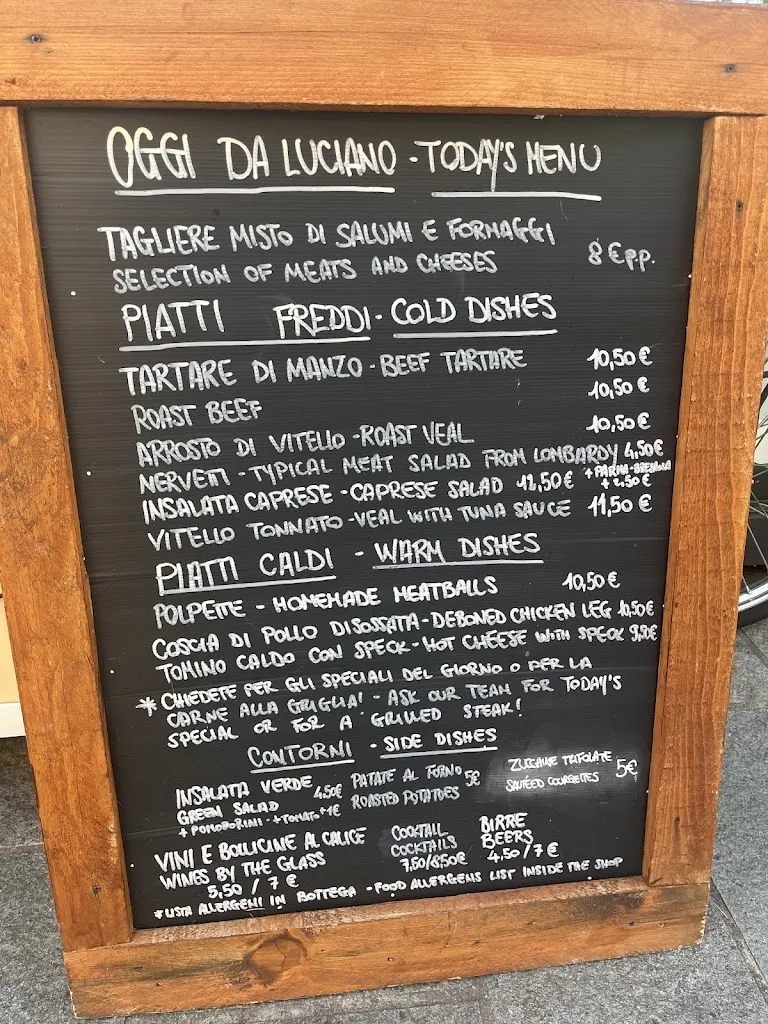 OGGI DA LUCIANO - TODAY'S MENU
TAGLIERE MISTO DI SALUMI E FORMAGGI
SELECTION OF MEATS AND CHEESES 8 € pp.
PIATTI FREDDI - COLD DISHES
TARTARE DI MANZO - BEEF TARTARE 10,50 €
ROAST BEEF 10,50 €
ARROSTO DI VITELLO - ROAST VEAL 10,50 €
NERVETTI - TYPICAL MEAT SALAD FROM LOMBARDY 4,50€
INSALATA CAPRESE - CAPRESE SALAD 12,50€ + PARMA-BRESAOLA
+ 2.50 €
VITELLO TONNATO - VEAL WITH TUNA SAUCE 11,50 €
PIATTI CALDI - WARM DISHES
POLPETTE - HOMEMADE MEATBALLS 10,50 €
COSCIA DI POLLO DISOSSATA - DEBONED CHICKEN LEG 10,50€
TOMINO CALDO CON SPECK - HOT CHEESE WITH SPECK 9,50€
* CHIEDETE PER GLI SPECIALI DEL GIORNO O PER LA
CARNE ALLA GRIGLIA! - ASK OUR TEAM FOR TODAY'S
SPECIAL OR FOR A GRILLED STEAK!
CONTORNI - SIDE DISHES
INSALATA VERDE 4,50€
GREEN SALAD
+ POMODORINI - + TOMATO 1€
PATATE AL FORNO 5€
ROASTED POTATOES
ZUCCHINE TRIFOLATE 5€
SAUTÉED COURGETTES
VINI E BOLLICINE AL CALICE
WINES BY THE GLASS
5,50 / 7 €
COCKTAIL
COCKTAILS
7,50/8,50€
BIRRE
BEERS
4,50/7 €
*LISTA ALLERGENI IN BOTTEGA - FOOD ALLERGENS LIST INSIDE THE SHOP